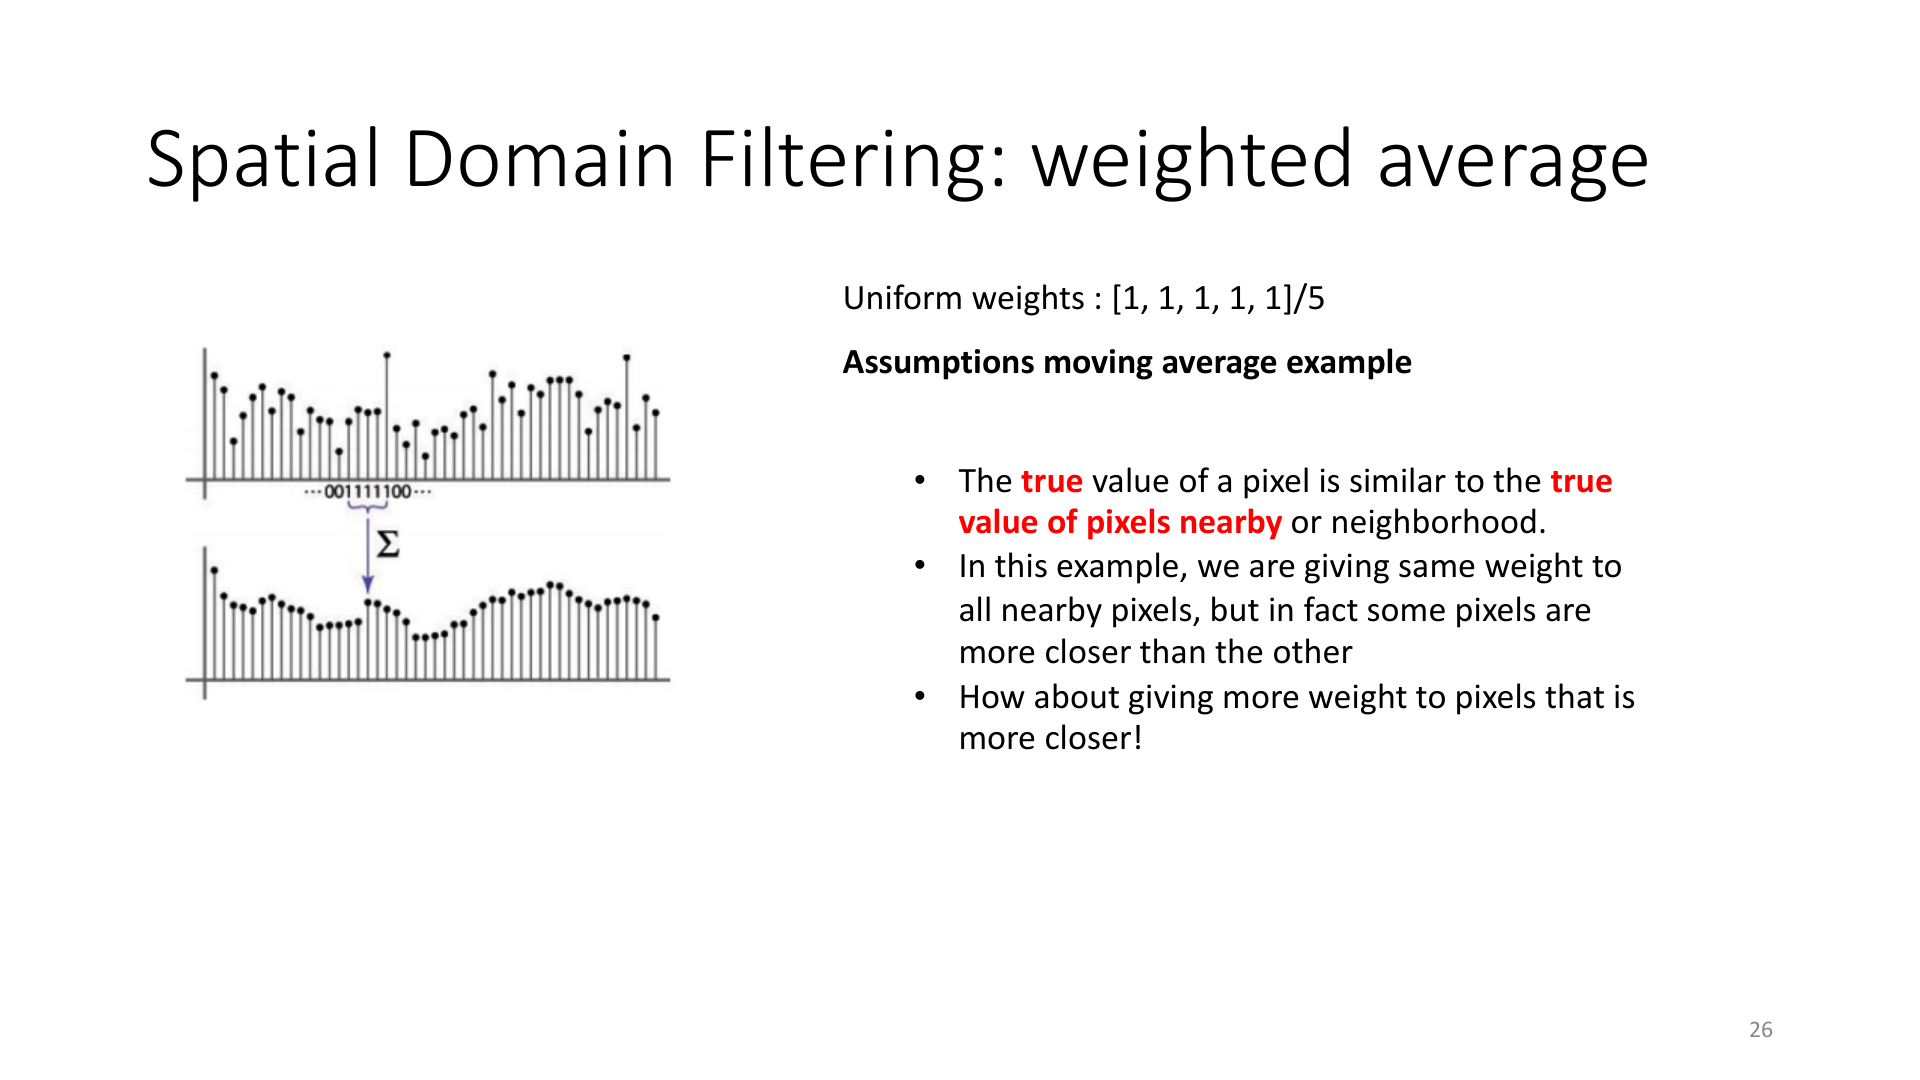 Spatial Domain Filtering: weighted average
Uniform weights : [1, 1, 1, 1, 1]/5
Assumptions moving average example
···001111100···
Σ
• The true value of a pixel is similar to the true
value of pixels nearby or neighborhood.
• In this example, we are giving same weight to
all nearby pixels, but in fact some pixels are
more closer than the other
• How about giving more weight to pixels that is
more closer!
26